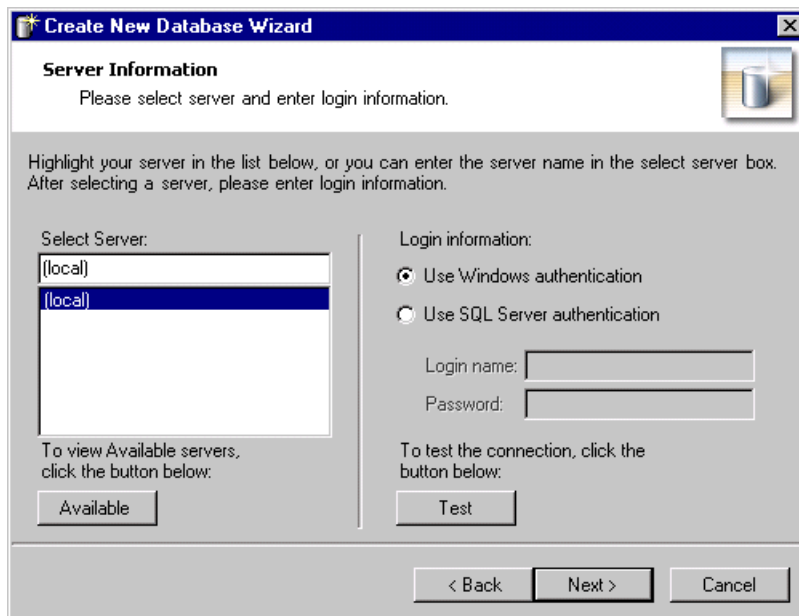 Create New Database Wizard
Server Information
Please select server and enter login information.
Highlight your server in the list below, or you can enter the server name in the select server box.
After selecting a server, please enter login information.
Select Server:
(local)
(local)
To view Available servers,
click the button below:
Available
Login information:
Use Windows authentication
Use SQL Server authentication
Login name:
Password:
To test the connection, click the
button below:
Test
< Back
Next >
Cancel